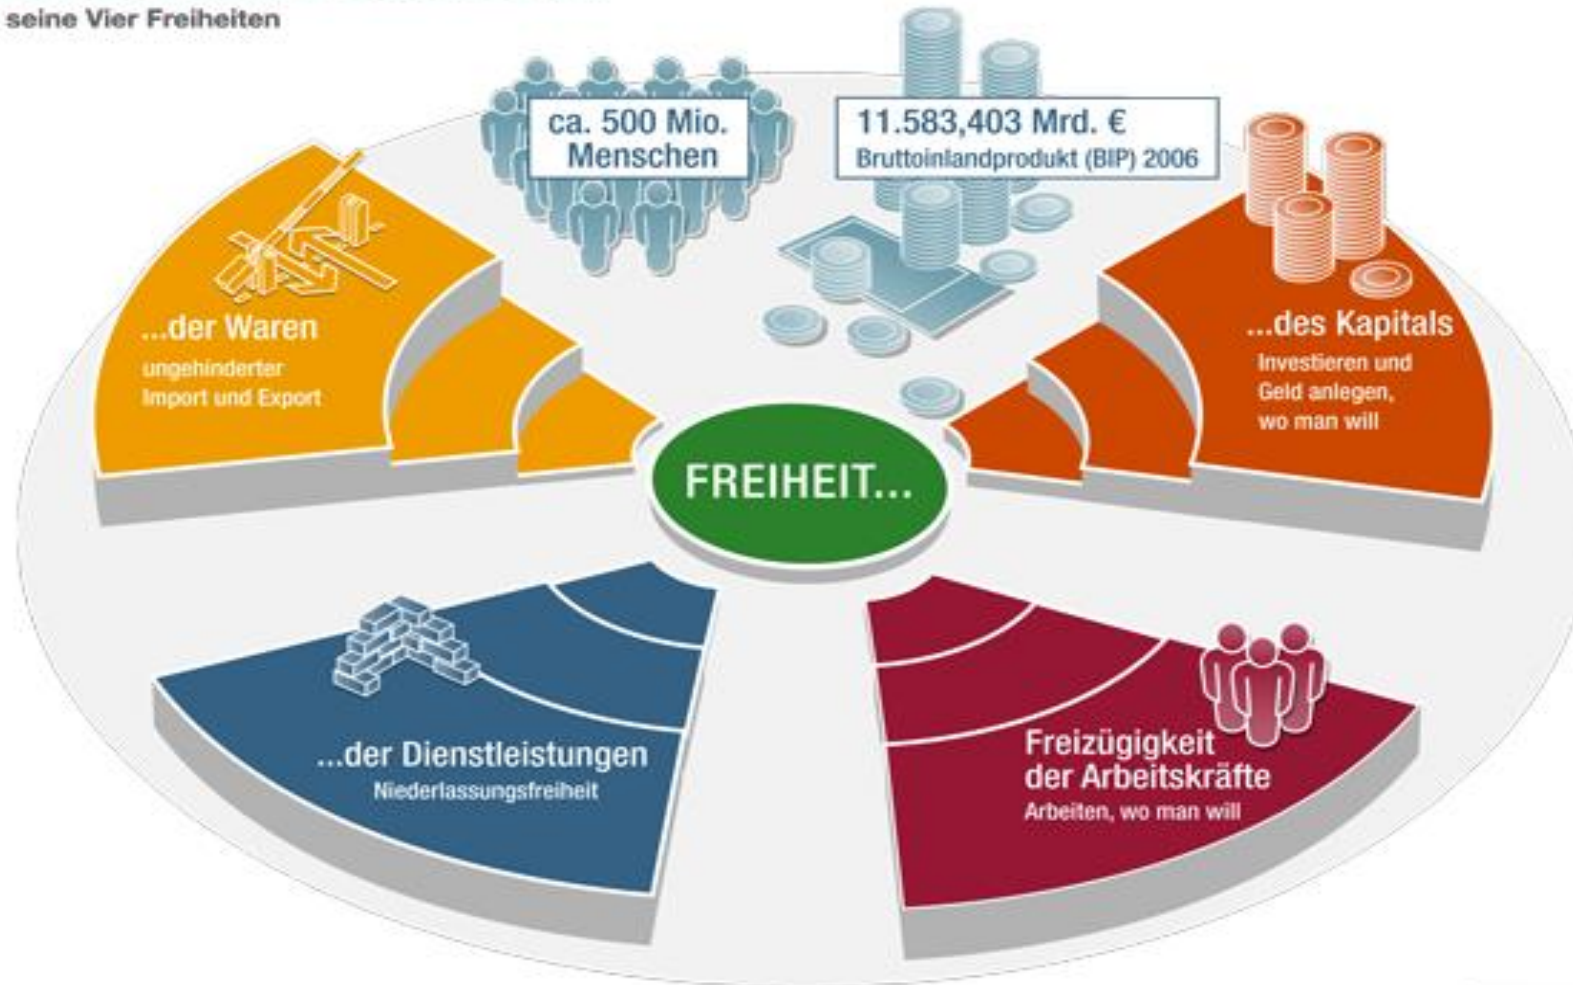 seine Vier Freiheiten
ca. 500 Mio.
Menschen
11.583,403 Mrd. €
Bruttoinlandprodukt (BIP) 2006
...der Waren
ungehinderter
Import und Export
...des Kapitals
Investieren und
Geld anlegen,
wo man will
FREIHEIT...
...der Dienstleistungen
Niederlassungsfreiheit
Freizügigkeit
der Arbeitskräfte
Arbeiten, wo man will